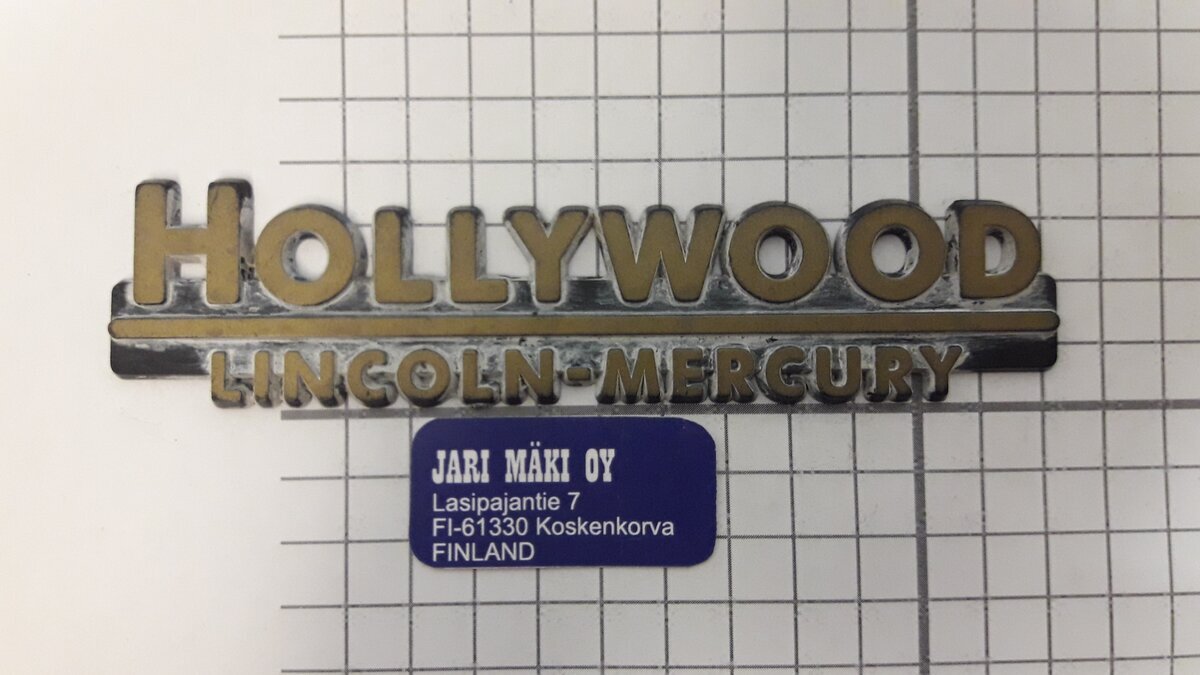 HOLLYWOOD
LINCOLN-MERCURY
JARI MÄKI OY
Lasipajantie 7
FI-61330 Koskenkorva
FINLAND